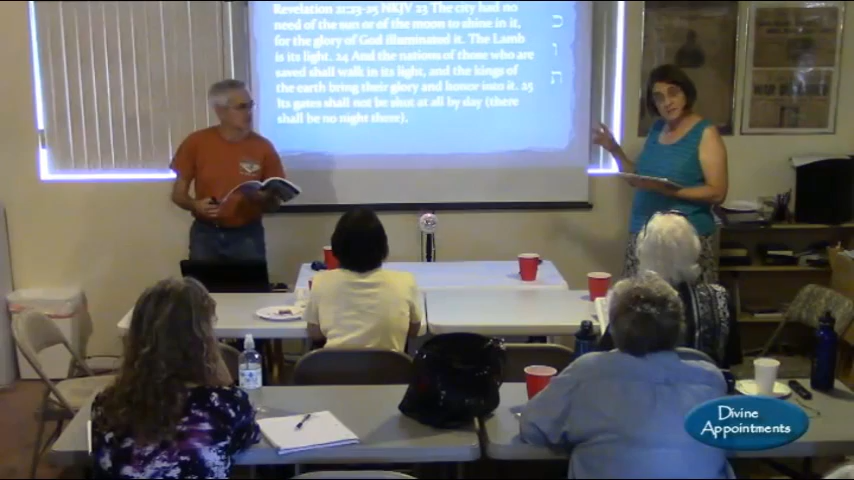 Revelation 21:23-25 NKJV 23 The city had no
need of the sun or of the moon to shine in it,
for the glory of God illuminated it. The Lamb
is its light. 24 And the nations of those who are
saved shall walk in its light, and the kings of
the earth bring their glory and honor into it. 25
Its gates shall not be shut at all by day (there
shall be no night there).
כ
ו
ת
Divine
Appointments